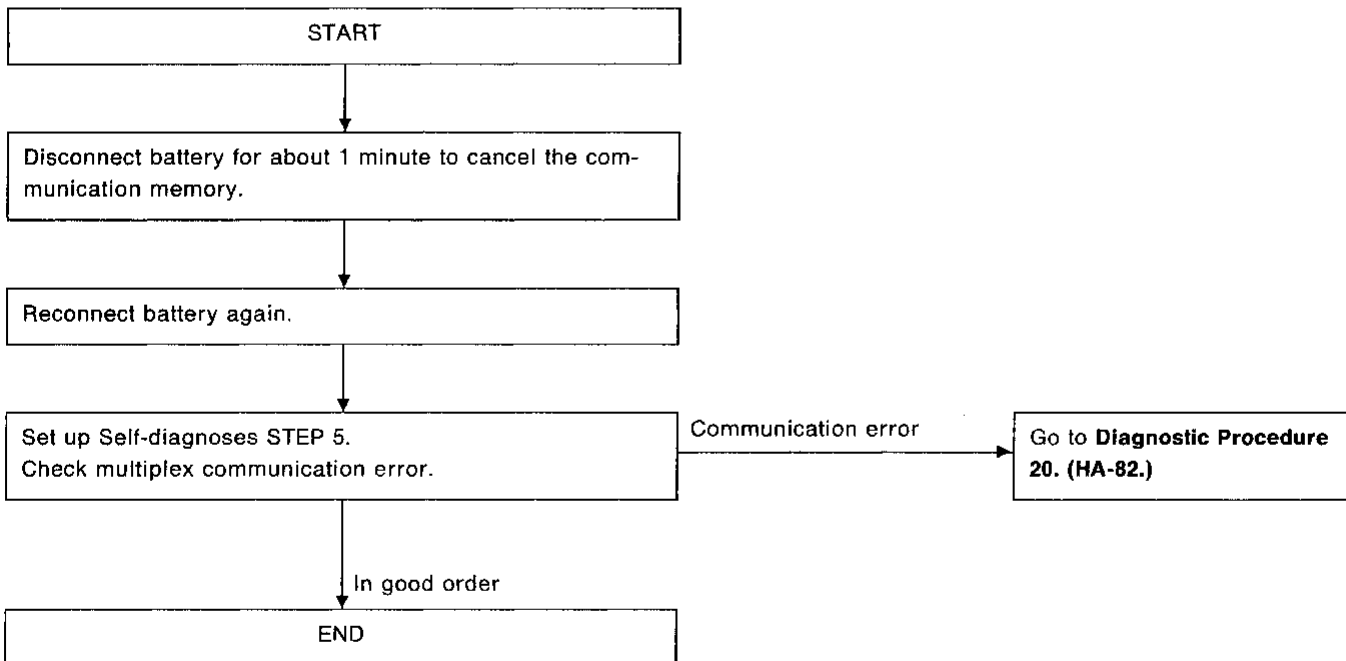 START
Disconnect battery for about 1 minute to cancel the com-
munication memory.
Reconnect battery again.
Set up Self-diagnoses STEP 5.
Check multiplex communication error.
Communication error
Go to Diagnostic Procedure
20. (HA-82.)
In good order
END